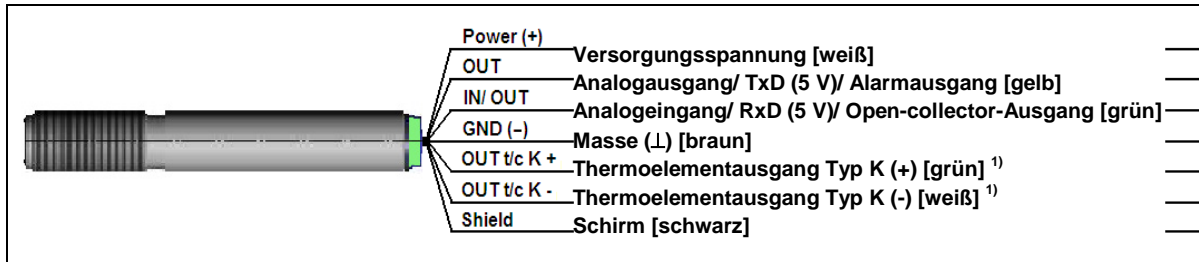 Power (+) Versorgungsspannung [weiß]
OUT Analogausgang/ TxD (5 V)/ Alarmausgang [gelb]
IN/ OUT Analogeingang/ RxD (5 V)/ Open-collector-Ausgang [grün]
GND (–) Masse (⊥) [braun]
OUT t/c K + Thermoelementausgang Typ K (+) [grün] ¹⁾
OUT t/c K - Thermoelementausgang Typ K (-) [weiß] ¹⁾
Shield Schirm [schwarz]